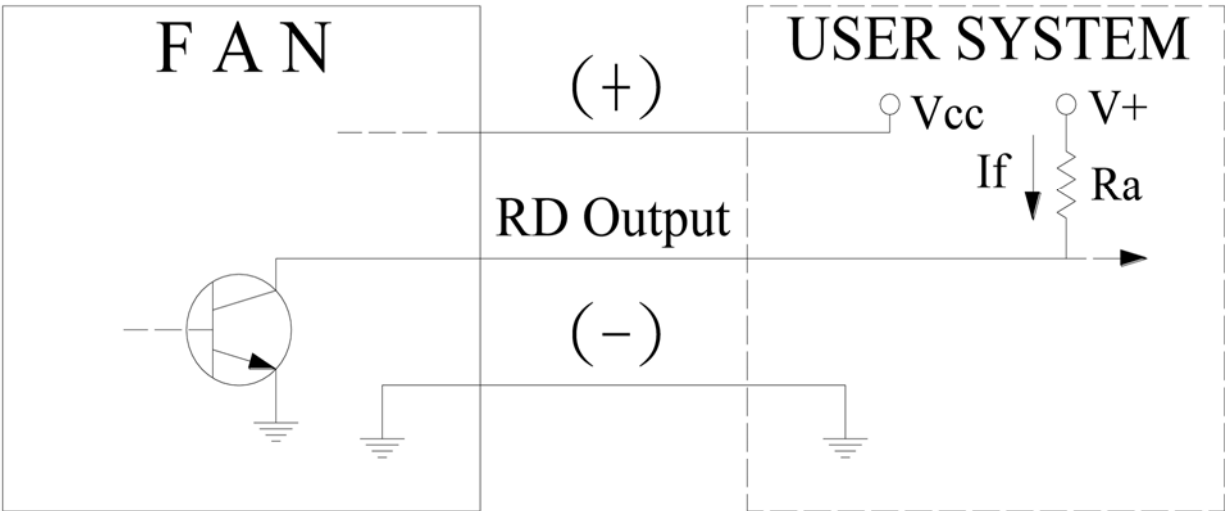 F A N
USER SYSTEM
(+)
Vcc
V+
If
Ra
RD Output
(-)